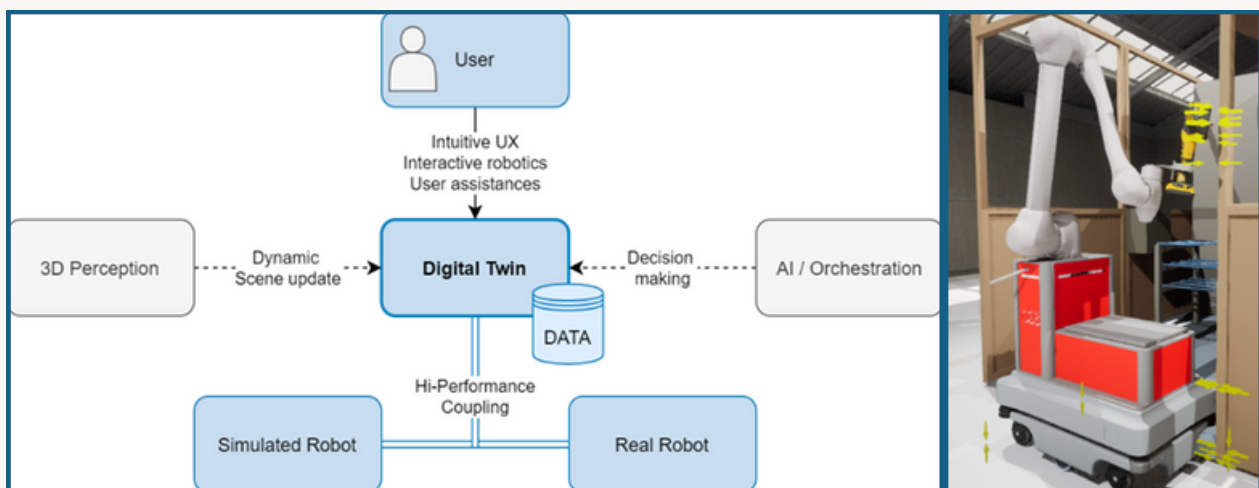 User
Intuitive UX
Interactive robotics
User assistances
3D Perception
Dynamic
Scene update
Digital Twin
Decision
making
AI / Orchestration
DATA
Hi-Performance
Coupling
Simulated Robot
Real Robot